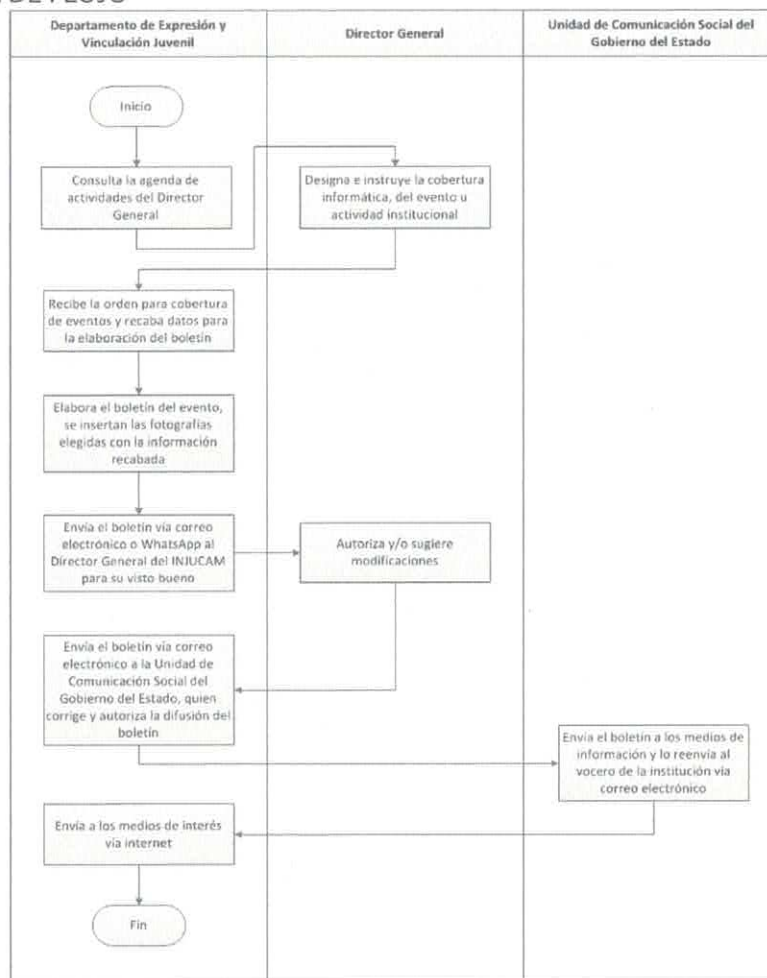 DE FLUJO
Departamento de Expresión y
Vinculación Juvenil
Director General
Unidad de Comunicación Social del
Gobierno del Estado
Inicio
Consulta la agenda de
actividades del Director
General
Designa e instruye la cobertura
informática, del evento u
actividad institucional
Recibe la orden para cobertura
de eventos y recaba datos para
la elaboración del boletín
Elabora el boletín del evento,
se insertan las fotografías
elegidas con la información
recabada
Envía el boletín vía correo
electrónico o WhatsApp al
Director General del INJUCAM
para su visto bueno
Autoriza y/o sugiere
modificaciones
Envía el boletín vía correo
electrónico a la Unidad de
Comunicación Social del
Gobierno del Estado, quien
corrige y autoriza la difusión del
boletín
Envía el boletín a los medios de
información y lo reenvía al
vocero de la institución vía
correo electrónico
Envía a los medios de interés
vía internet
Fin